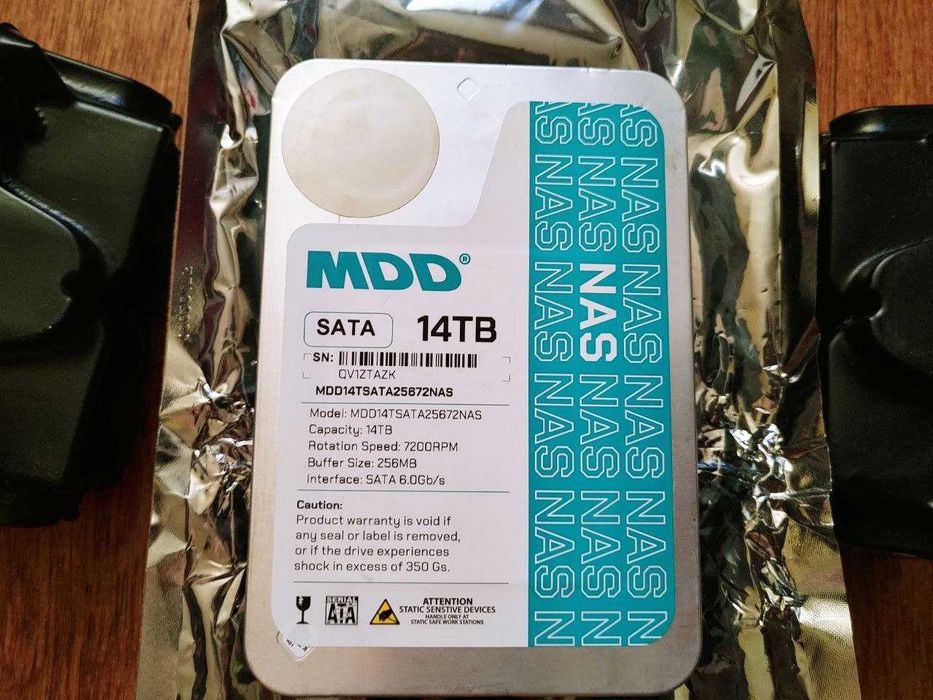 MDD®
SATA 14TB
SN:
QV1ZTAZK
MDD14TSATA25672NAS
Model: MDD14TSATA25672NAS
Capacity: 14TB
Rotation Speed: 7200RPM
Buffer Size: 256MB
Interface: SATA 6.0Gb/s
Caution:
Product warranty is void if
any seal or label is removed,
or if the drive experiences
shock in excess of 350 Gs.
SERIAL
ATA
ATTENTION
STATIC SENSTIVE DEVICES
HANDLE ONLY AT
STATIC SAFE WORK STATIONS
NAS NAS NAS NAS NAS N
NAS NAS NAS NAS NAS N
NAS NAS NAS NAS NAS NAS